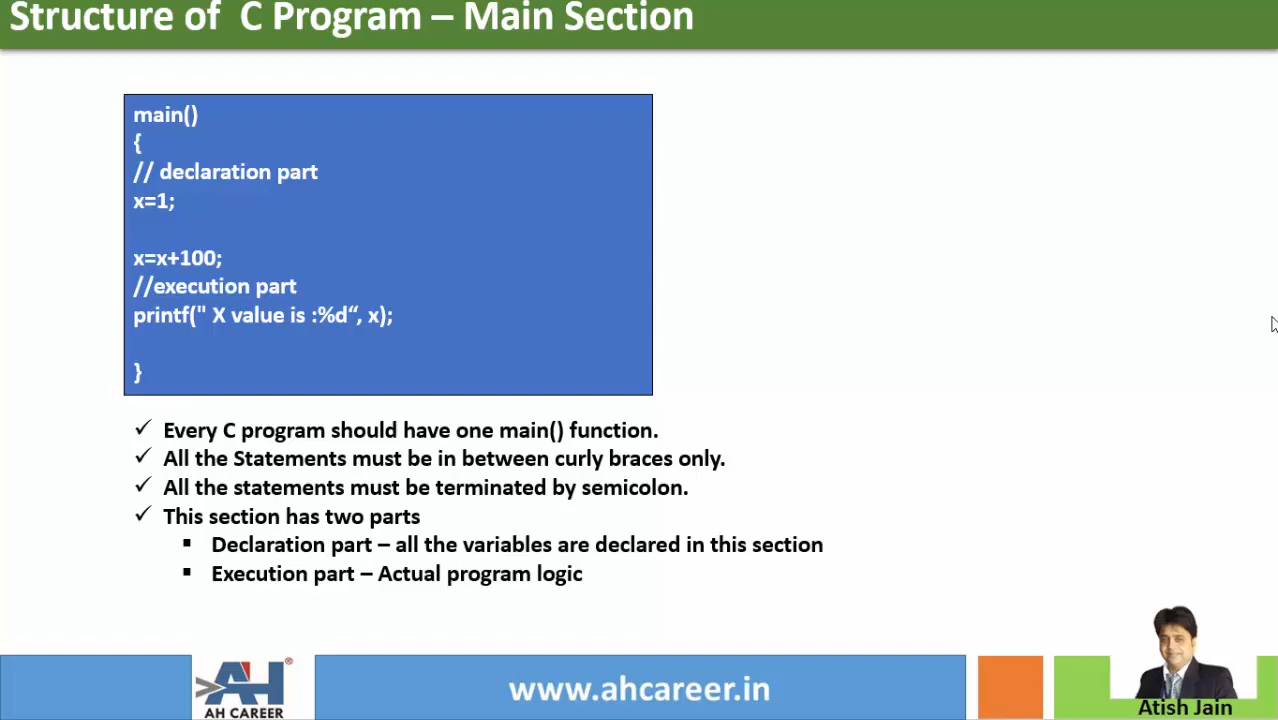 Structure of  C Program – Main Section
main()
{
// declaration part
x=1;
x=x+100;
//execution part
printf(" X value is :%d“, x);
}
✓ Every C program should have one main() function.
✓ All the Statements must be in between curly braces only.
✓ All the statements must be terminated by semicolon.
✓ This section has two parts
▪ Declaration part – all the variables are declared in this section
▪ Execution part – Actual program logic
AH
®
AH CAREER
www.ahcareer.in
Atish Jain